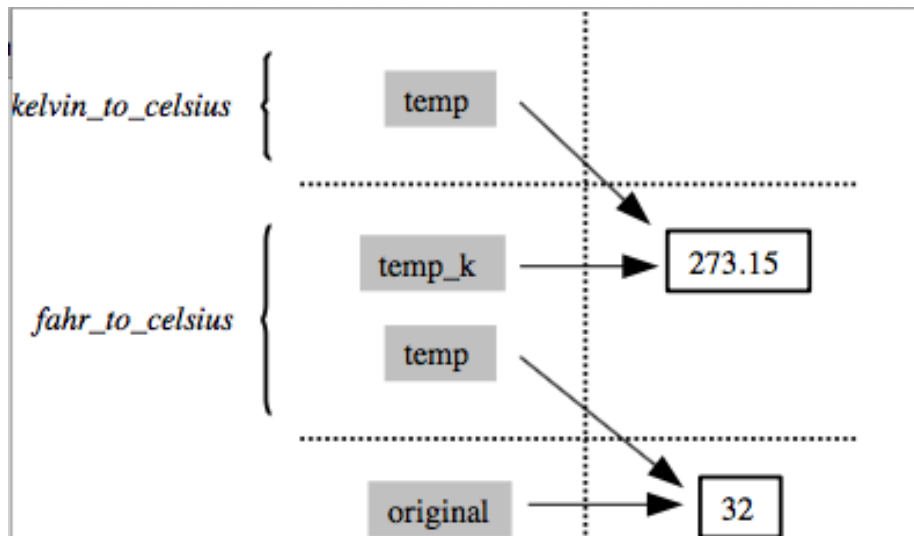 kelvin_to_celsius
temp
temp_k
273.15
fahr_to_celsius
temp
original
32